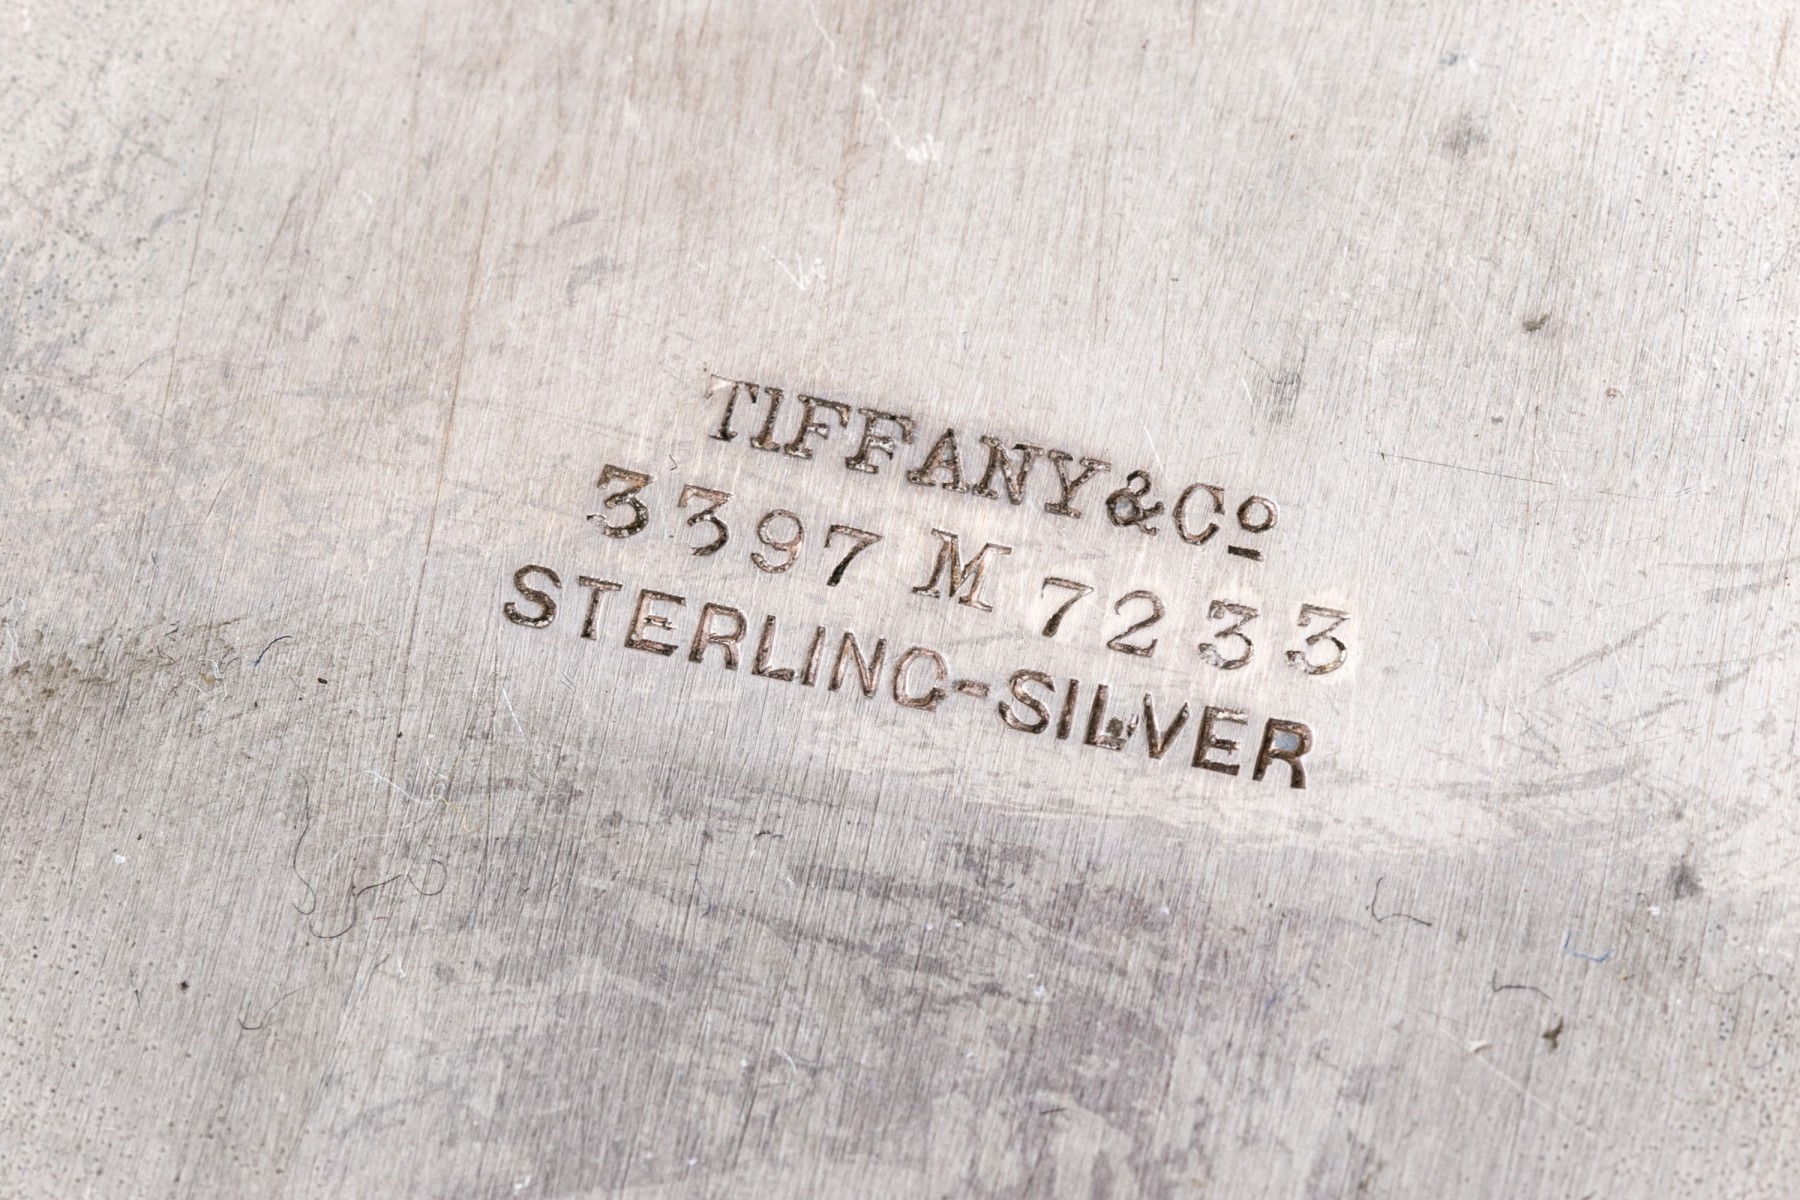 TIFFANY & Cº
3397 M 7233
STERLING-SILVER